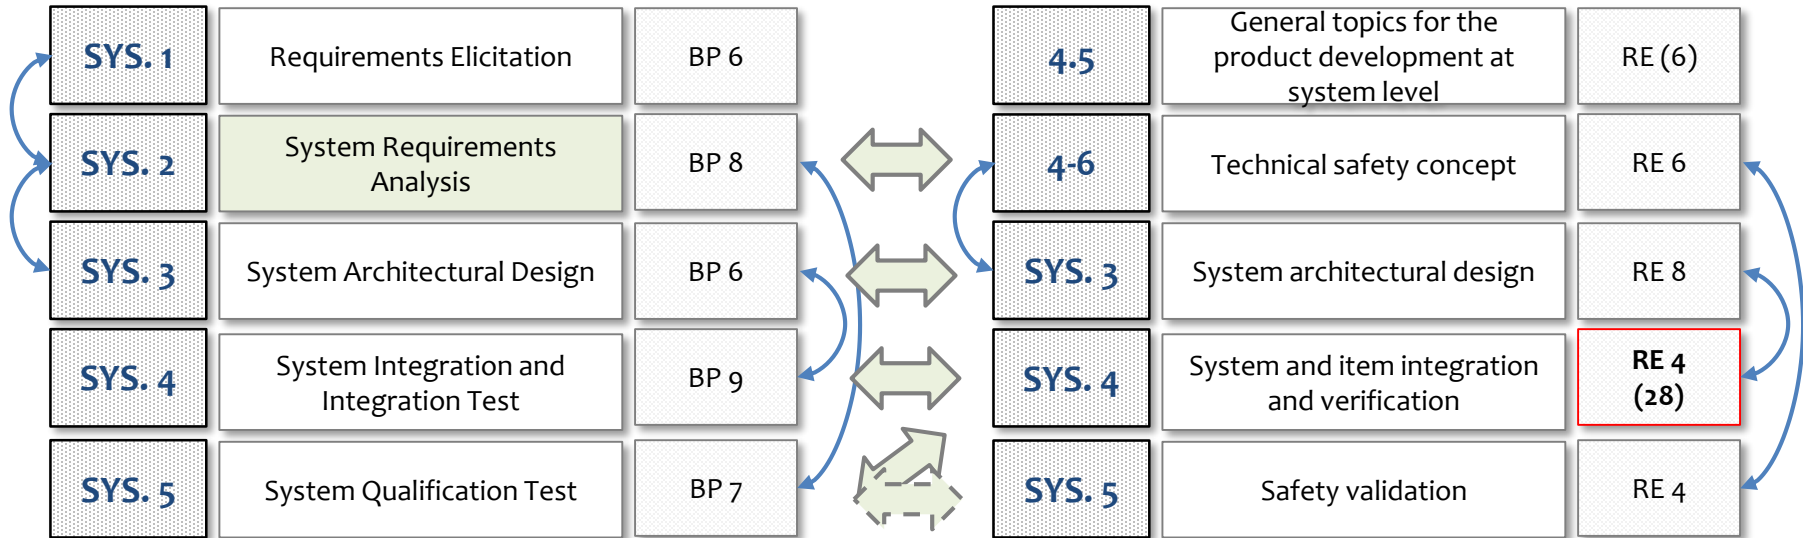 SYS. 1
Requirements Elicitation
BP 6
4.5
General topics for the
product development at
system level
RE (6)
SYS. 2
System Requirements
Analysis
BP 8
4-6
Technical safety concept
RE 6
SYS. 3
System Architectural Design
BP 6
SYS. 3
System architectural design
RE 8
SYS. 4
System Integration and
Integration Test
BP 9
SYS. 4
System and item integration
and verification
RE 4
(28)
SYS. 5
System Qualification Test
BP 7
SYS. 5
Safety validation
RE 4